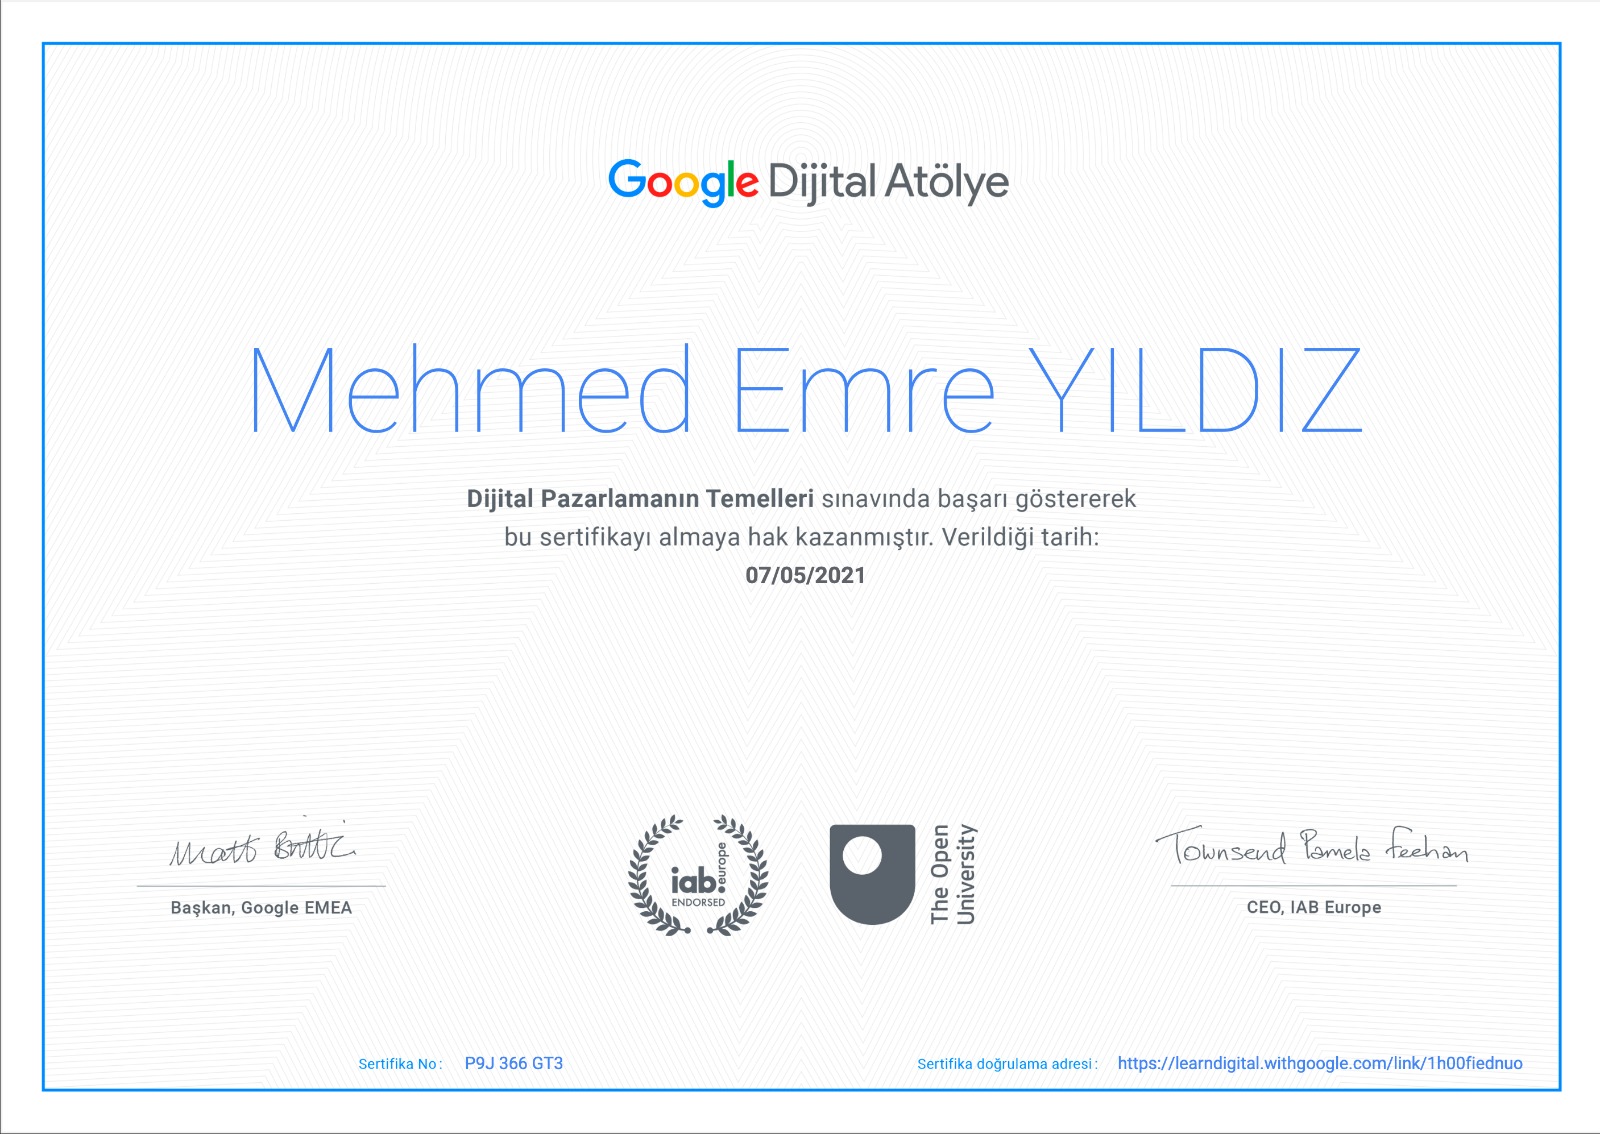 Google Dijital Atölye
Mehmed Emre YILDIZ
Dijital Pazarlamanın Temelleri sınavında başarı göstererek
bu sertifikayı almaya hak kazanmıştır. Verildiği tarih:
07/05/2021
Matt Brittin
Başkan, Google EMEA
iab. europe
ENDORSED
The Open
University
Townsend Pamela Feehan
CEO, IAB Europe
Sertifika No : P9J 366 GT3
Sertifika doğrulama adresi : https://learndigital.withgoogle.com/link/1h00fiednuo